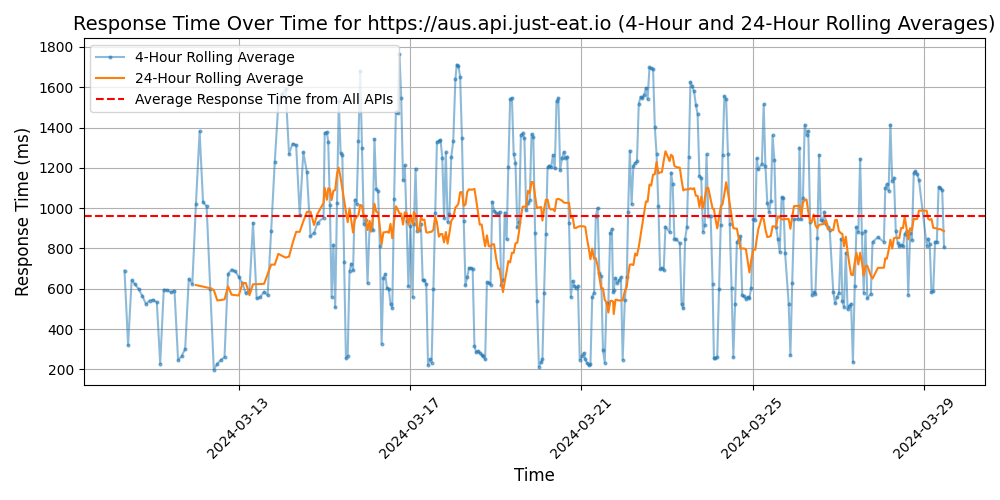 Response Time Over Time for https://aus.api.just-eat.io (4-Hour and 24-Hour Rolling Averages)
4-Hour Rolling Average
24-Hour Rolling Average
Average Response Time from All APIs
Response Time (ms)
1800
1600
1400
1200
1000
800
600
400
200
2024-03-13
2024-03-17
2024-03-21
2024-03-25
2024-03-29
Time